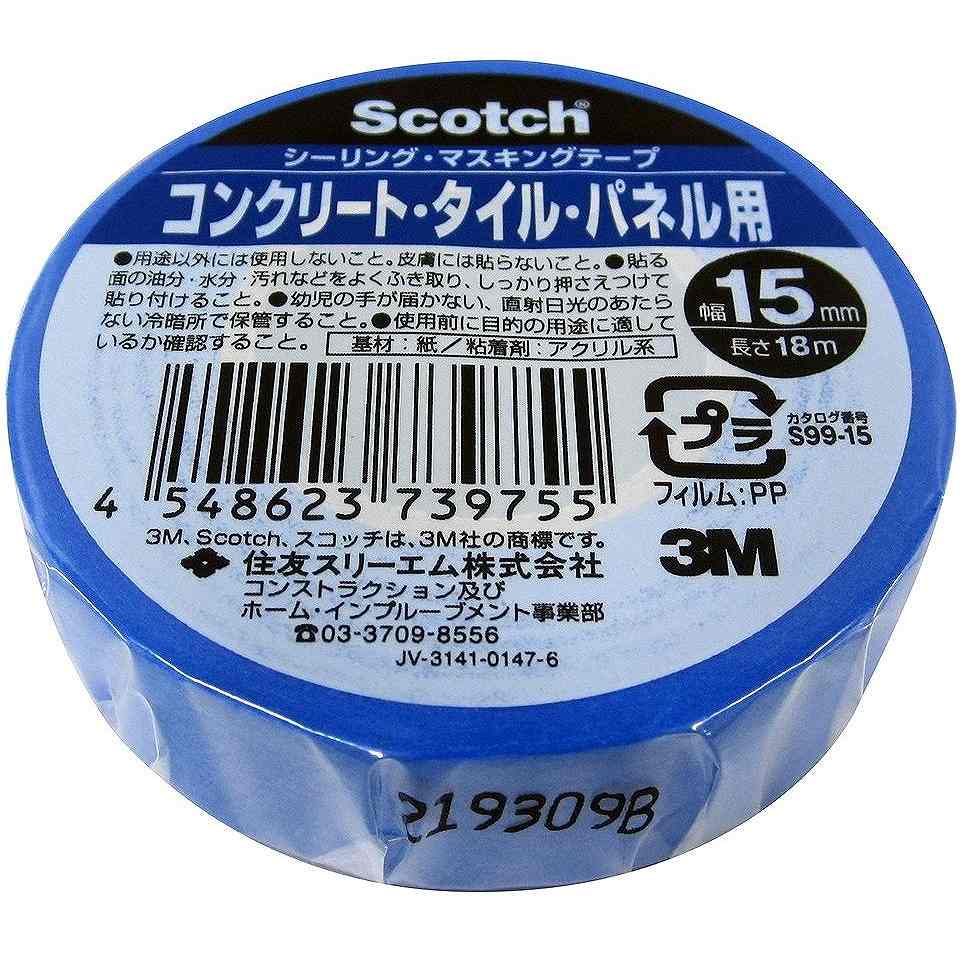 Scotch®
シーリング・マスキングテープ
コンクリート・タイル・パネル用
●用途以外には使用しないこと。皮膚には貼らないこと。●貼る
面の油分・水分・汚れなどをよくふき取り、しっかり押さえつけて
貼り付けること。●幼児の手が届かない、直射日光のあたら
ない冷暗所で保管すること。●使用前に目的の用途に適して
いるか確認すること。
基材：紙／粘着剤：アクリル系
幅15mm
長さ18m
プラ
フィルム：PP
カタログ番号
S99-15
4 548623 739755
3M、Scotch、スコッチは、3M社の商標です。
住友スリーエム株式会社
コンストラクション及び
ホーム・インプルーブメント事業部
☎03-3709-8556
JV-3141-0147-6
3M
219309B